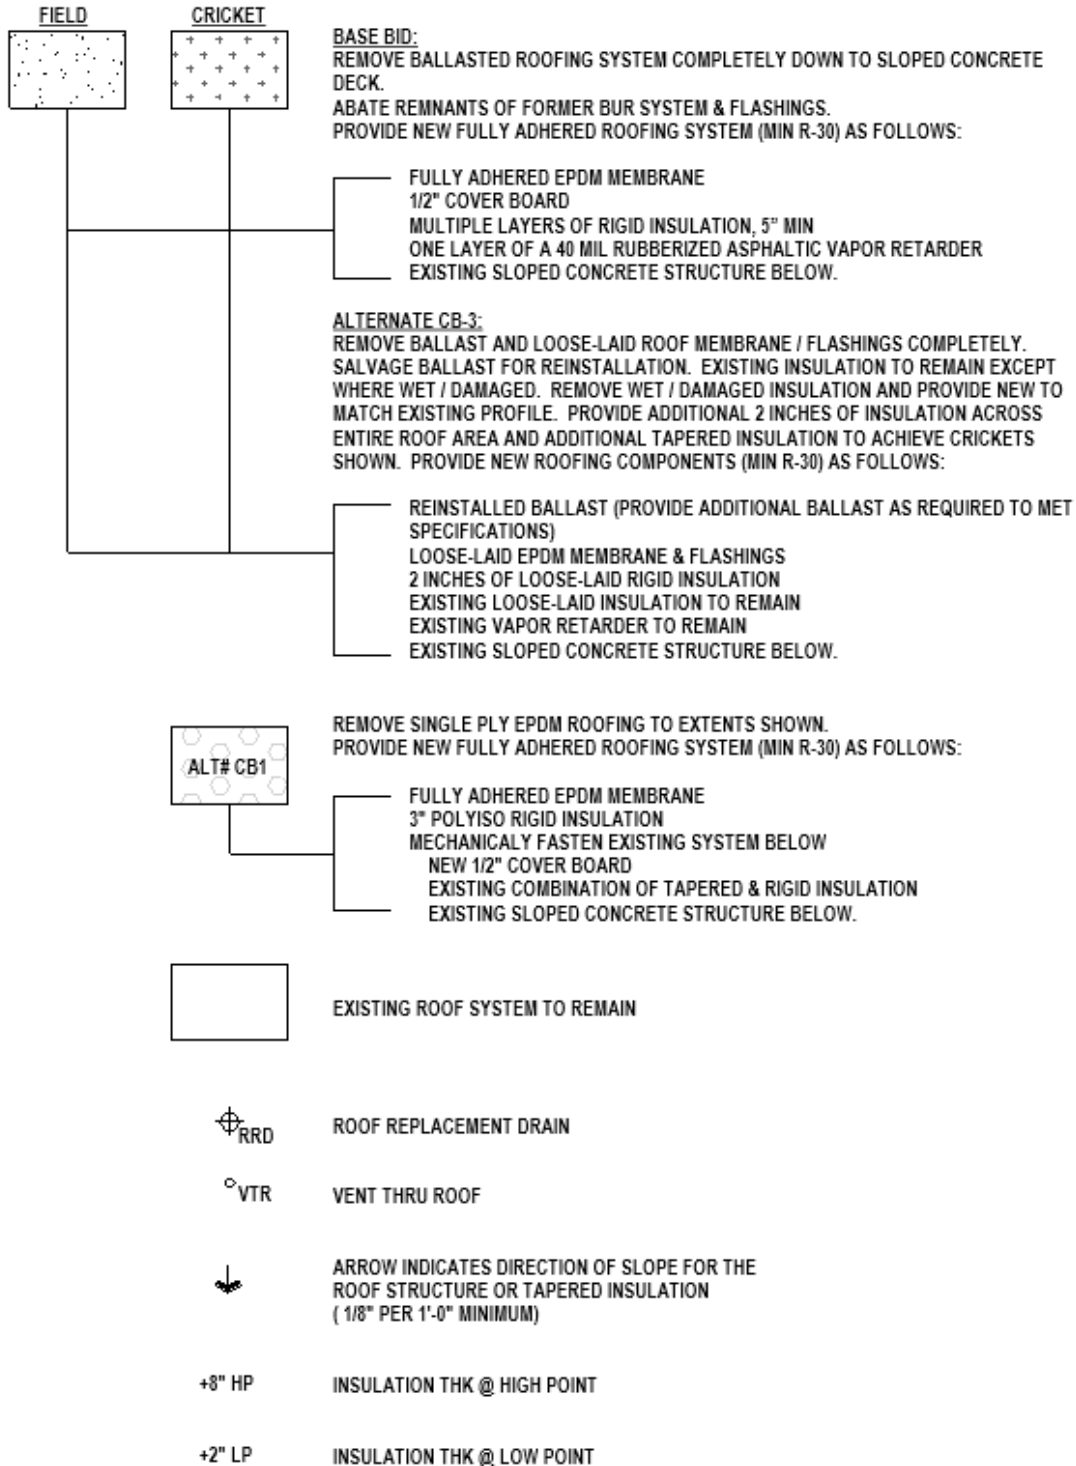 FIELD
CRICKET
BASE BID:
REMOVE BALLASTED ROOFING SYSTEM COMPLETELY DOWN TO SLOPED CONCRETE
DECK.
ABATE REMNANTS OF FORMER BUR SYSTEM & FLASHINGS.
PROVIDE NEW FULLY ADHERED ROOFING SYSTEM (MIN R-30) AS FOLLOWS:
FULLY ADHERED EPDM MEMBRANE
1/2" COVER BOARD
MULTIPLE LAYERS OF RIGID INSULATION, 5” MIN
ONE LAYER OF A 40 MIL RUBBERIZED ASPHALTIC VAPOR RETARDER
EXISTING SLOPED CONCRETE STRUCTURE BELOW.
ALTERNATE CB-3:
REMOVE BALLAST AND LOOSE-LAID ROOF MEMBRANE / FLASHINGS COMPLETELY.
SALVAGE BALLAST FOR REINSTALLATION. EXISTING INSULATION TO REMAIN EXCEPT
WHERE WET / DAMAGED. REMOVE WET / DAMAGED INSULATION AND PROVIDE NEW TO
MATCH EXISTING PROFILE. PROVIDE ADDITIONAL 2 INCHES OF INSULATION ACROSS
ENTIRE ROOF AREA AND ADDITIONAL TAPERED INSULATION TO ACHIEVE CRICKETS
SHOWN. PROVIDE NEW ROOFING COMPONENTS (MIN R-30) AS FOLLOWS:
REINSTALLED BALLAST (PROVIDE ADDITIONAL BALLAST AS REQUIRED TO MET
SPECIFICATIONS)
LOOSE-LAID EPDM MEMBRANE & FLASHINGS
2 INCHES OF LOOSE-LAID RIGID INSULATION
EXISTING LOOSE-LAID INSULATION TO REMAIN
EXISTING VAPOR RETARDER TO REMAIN
EXISTING SLOPED CONCRETE STRUCTURE BELOW.
ALT# CB1
REMOVE SINGLE PLY EPDM ROOFING TO EXTENTS SHOWN.
PROVIDE NEW FULLY ADHERED ROOFING SYSTEM (MIN R-30) AS FOLLOWS:
FULLY ADHERED EPDM MEMBRANE
3" POLYISO RIGID INSULATION
MECHANICALY FASTEN EXISTING SYSTEM BELOW
NEW 1/2" COVER BOARD
EXISTING COMBINATION OF TAPERED & RIGID INSULATION
EXISTING SLOPED CONCRETE STRUCTURE BELOW.
EXISTING ROOF SYSTEM TO REMAIN
RRD
ROOF REPLACEMENT DRAIN
VTR
VENT THRU ROOF
ARROW INDICATES DIRECTION OF SLOPE FOR THE
ROOF STRUCTURE OR TAPERED INSULATION
( 1/8" PER 1'-0" MINIMUM)
+8" HP
INSULATION THK @ HIGH POINT
+2" LP
INSULATION THK @ LOW POINT